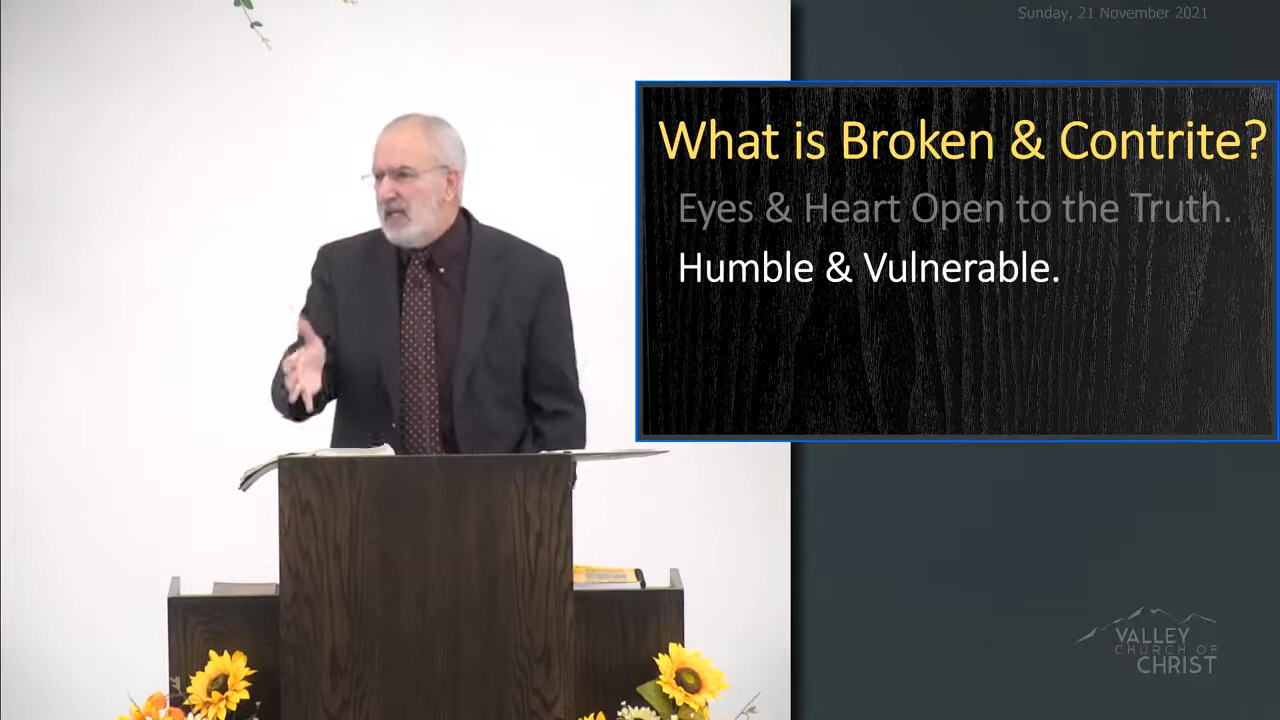 Sunday, 21 November 2021
What is Broken & Contrite?
Eyes & Heart Open to the Truth.
Humble & Vulnerable.
VALLEY
CHURCH OF
CHRIST